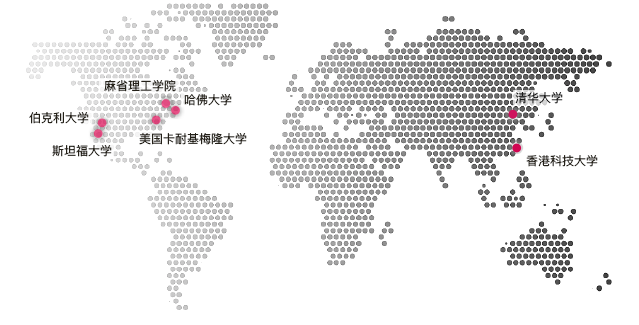 麻省理工学院
哈佛大学
清华大学
伯克利大学
美国卡耐基梅隆大学
斯坦福大学
香港科技大学